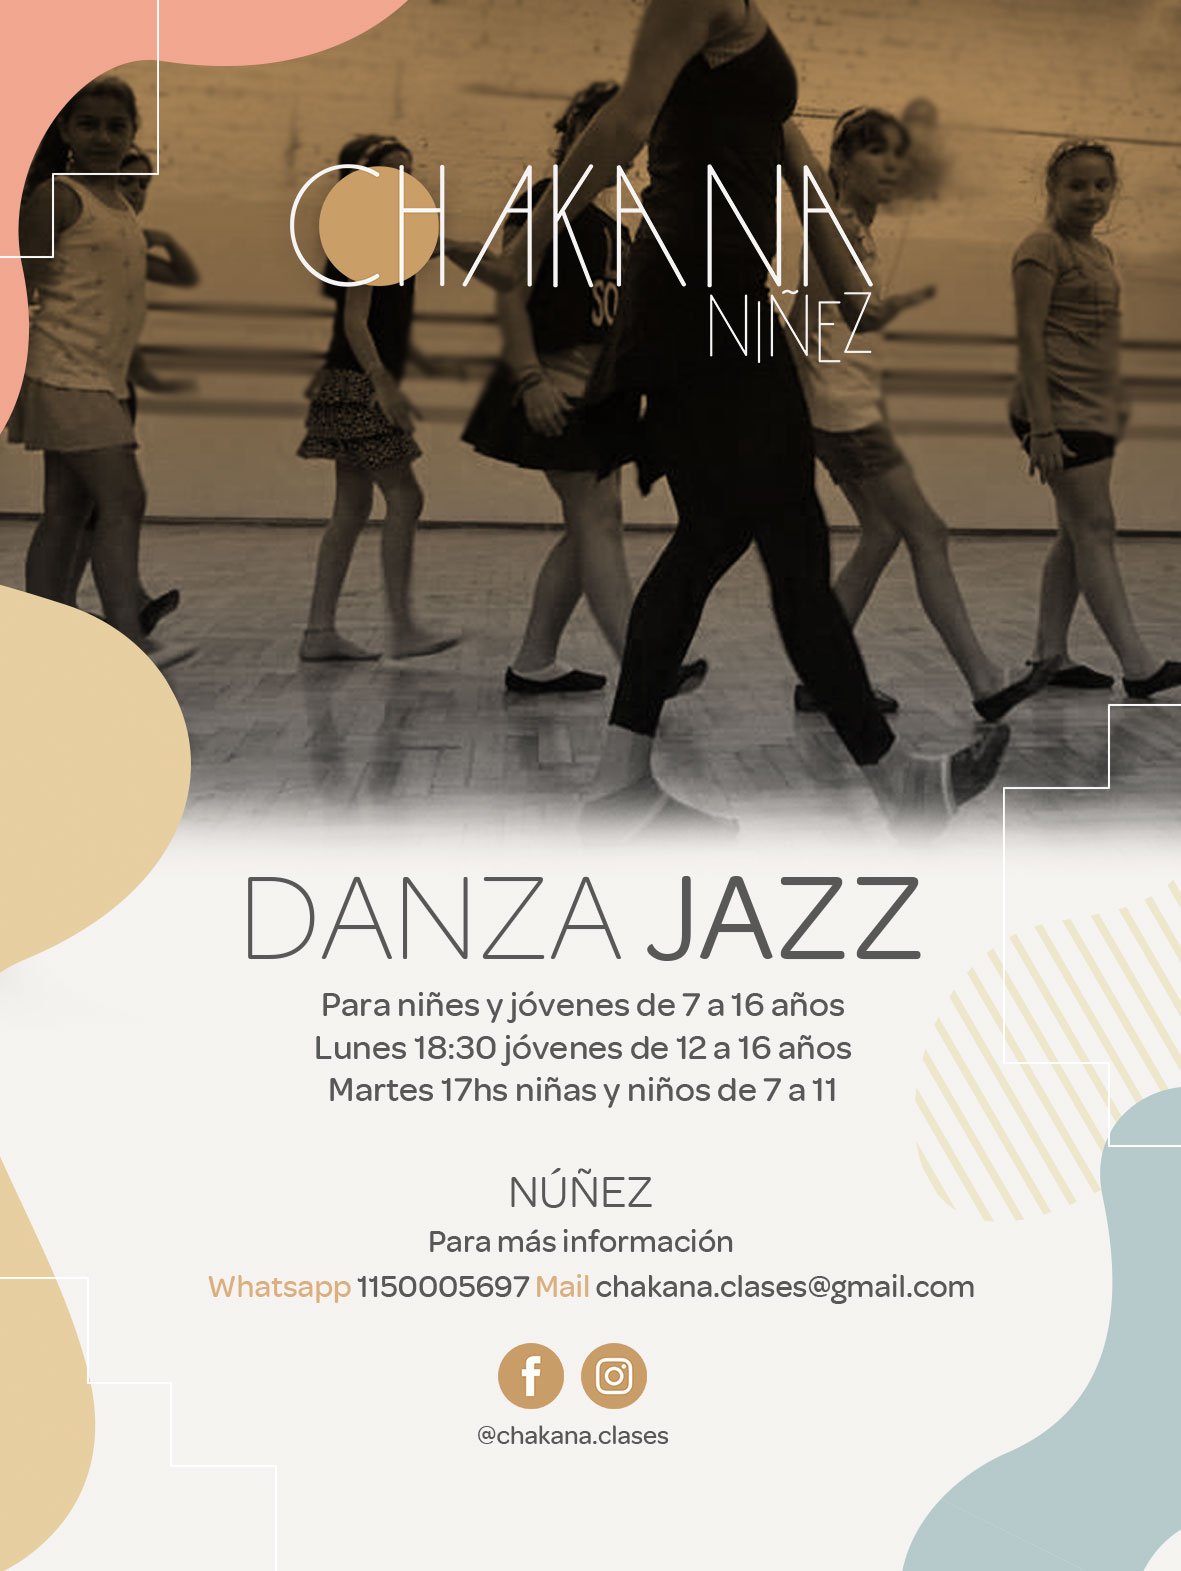 CHAKANA
NIÑEZ
SO
DANZA JAZZ
Para niñes y jóvenes de 7 a 16 años
Lunes 18:30 jóvenes de 12 a 16 años
Martes 17hs niñas y niños de 7 a 11
NÚÑEZ
Para más información
Whatsapp 1150005697 Mail chakana.clases@gmail.com
@chakana.clases